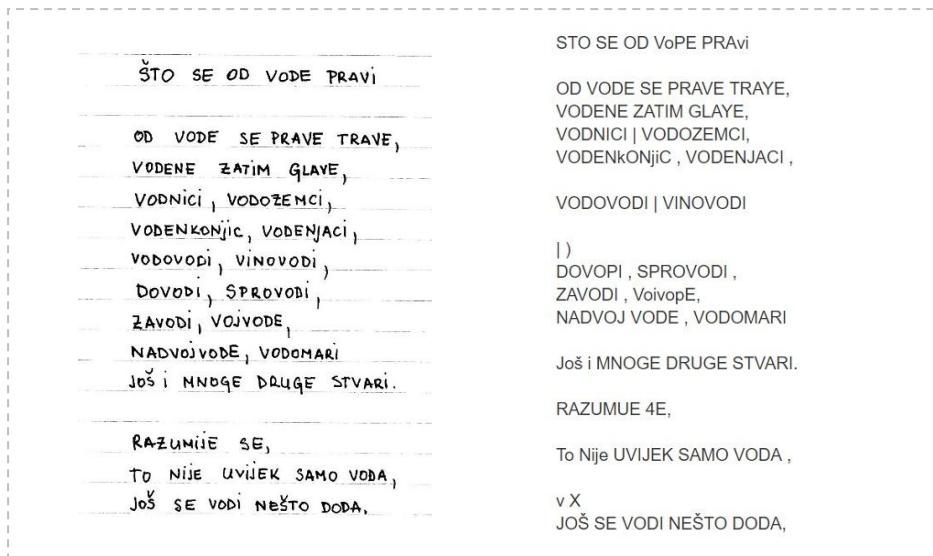 ŠTO SE OD VODE PRAVi
OD VODE SE PRAVE TRAVE,
VODENE ZATIM GLAVE,
VODNiCi, VODOZEMCI,
VODENKONjic, VODENJACi,
VODOVODi, ViNOVODi,
DOVODi, SPROVODi,
ZAVODi, VOJVODE,
NADVOJVODE, VODOMARi
JOŠ i MNOGE DRUGE STVARi.
RAZUMiJE SE,
TO NiJE UViJEK SAMO VODA,
JOŠ SE VODi NEŠTO DODA.
STO SE OD VoPE PRAvi
OD VODE SE PRAVE TRAYE,
VODENE ZATIM GLAYE,
VODNICI | VODOZEMCI,
VODENkONjiC , VODENJACI ,
VODOVODI | VINOVODI
| )
DOVOPI , SPROVODI ,
ZAVODI , VoivopE,
NADVOJ VODE , VODOMARI
Još i MNOGE DRUGE STVARI.
RAZUMUE 4E,
To Nije UVIJEK SAMO VODA ,
v X
JOŠ SE VODI NEŠTO DODA,